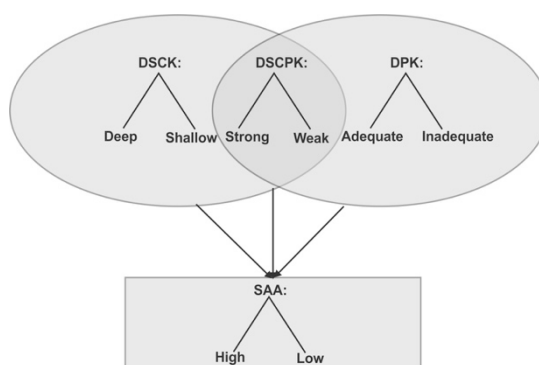 DSCK: DSCPK: DPK:
Deep Shallow Strong Weak Adequate Inadequate
SAA:
High Low